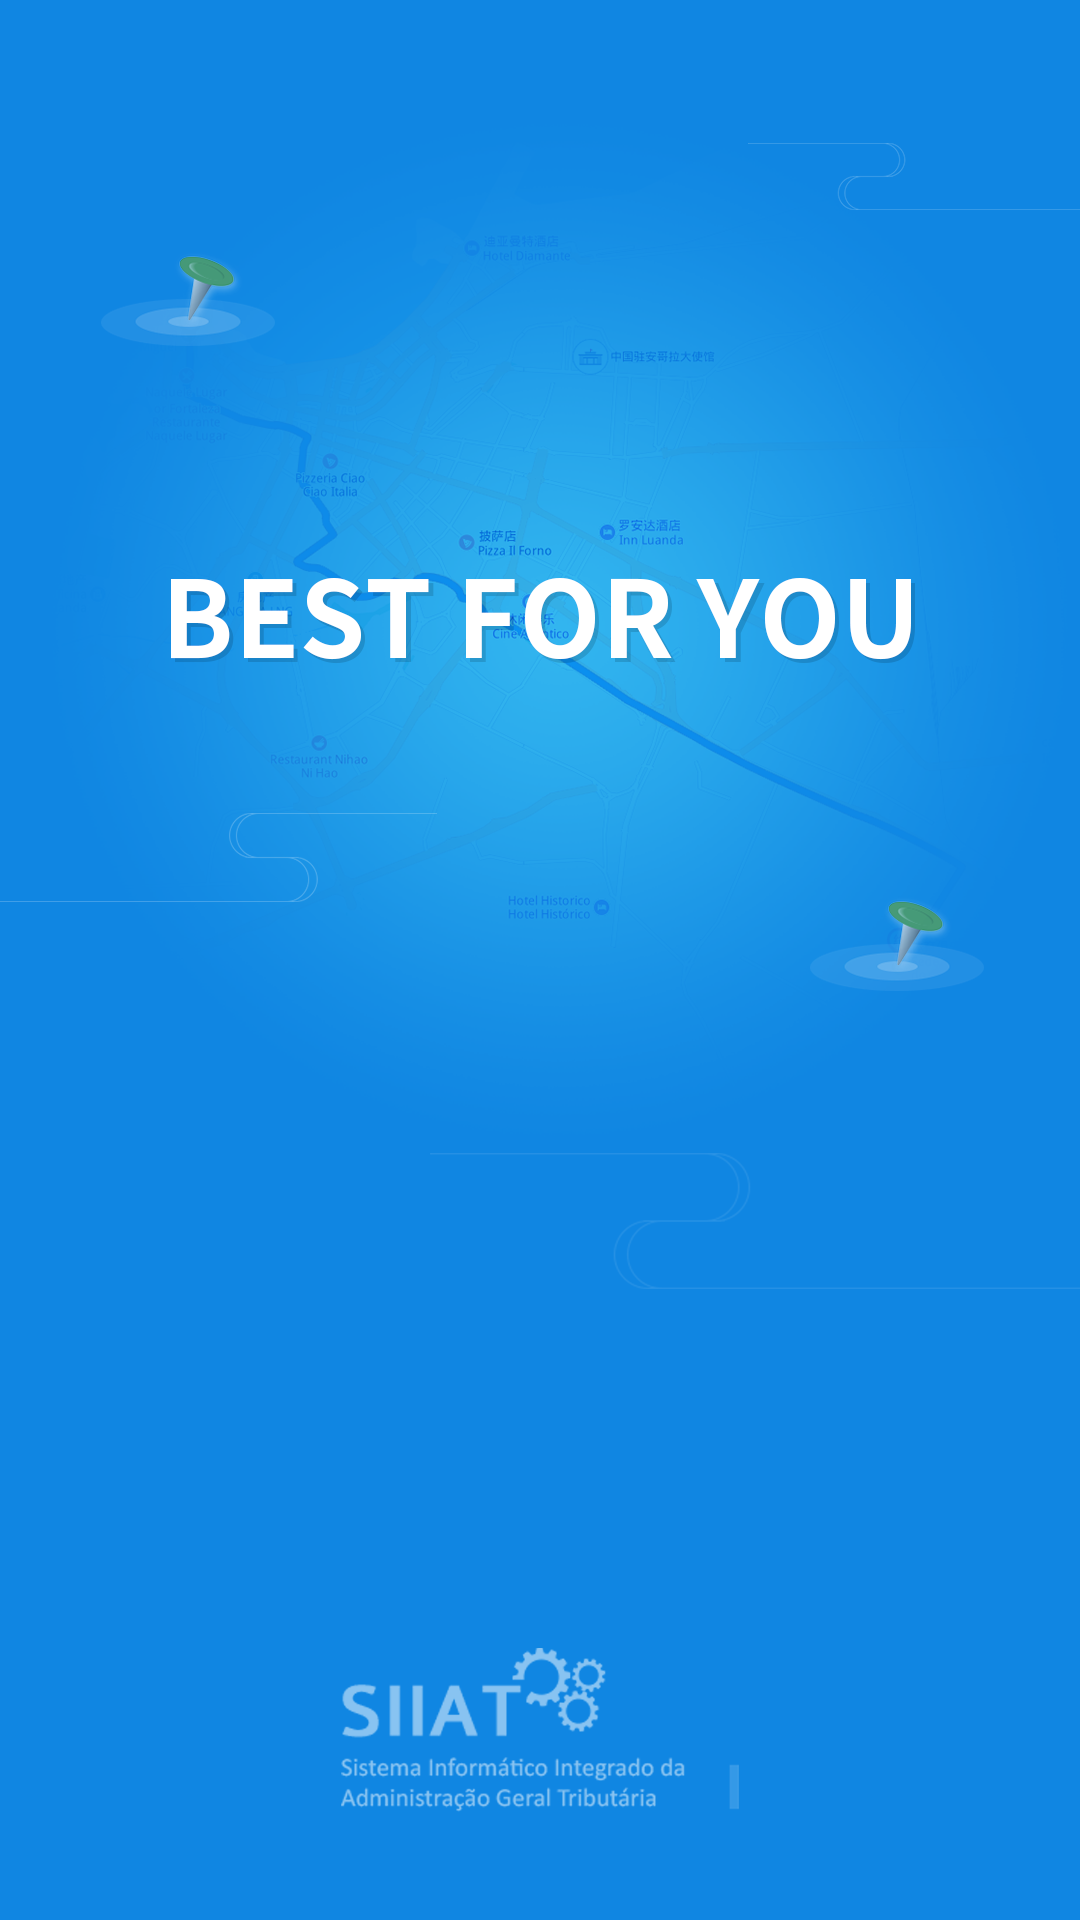 迪亚曼特酒店
Hotel Diamante
中国驻安哥拉大使馆
Pizzeria Ciao
Ciao Italia
披萨店
Pizza Il Forno
罗安达酒店
Inn Luanda
BEST FOR YOU
Restaurant Nihao
Ni Hao
Hotel Historico
Hotel Histórico
SIIAT
Sistema Informático Integrado da
Administração Geral Tributária